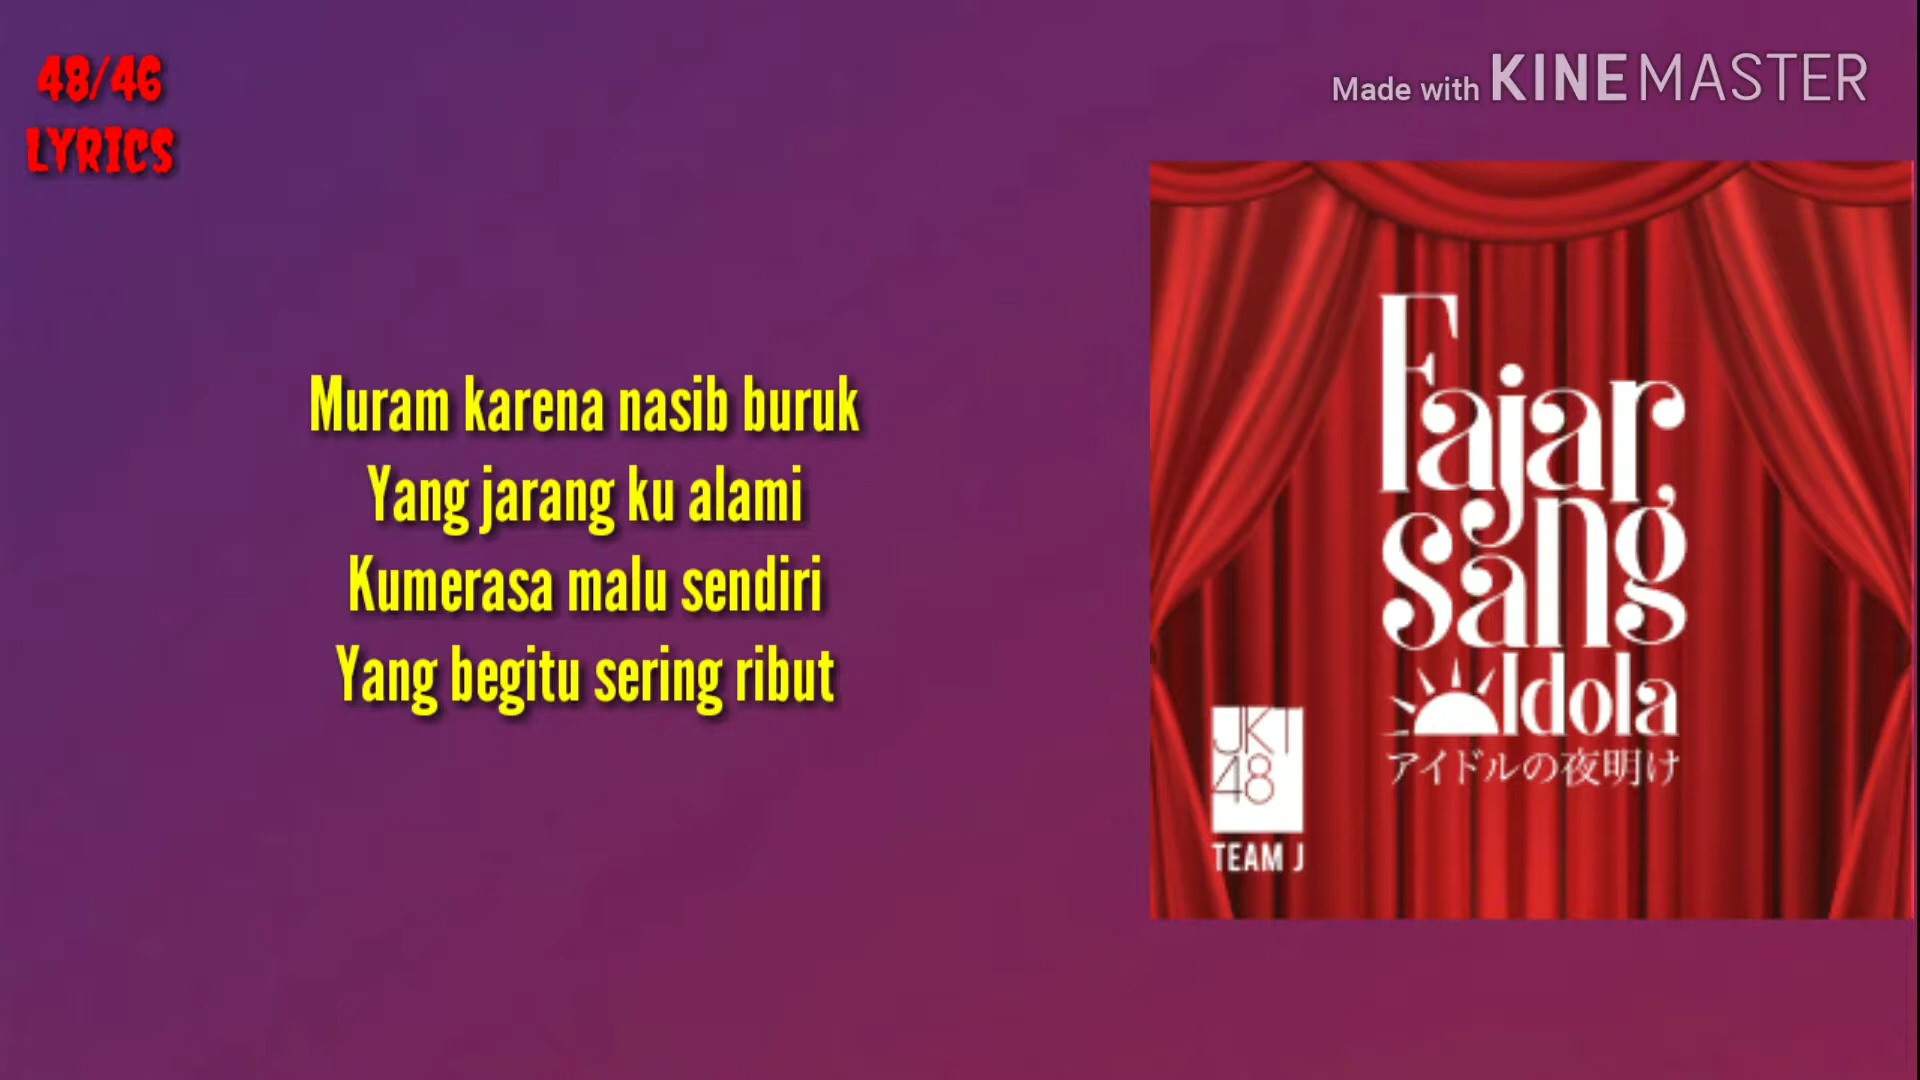 48/46
LYRICS
Made with KINEMASTER
Muram karena nasib buruk
Yang jarang ku alami
Kumerasa malu sendiri
Yang begitu sering ribut
Fajar
sang
Idola
アイドルの夜明け
JKT
48
TEAM J